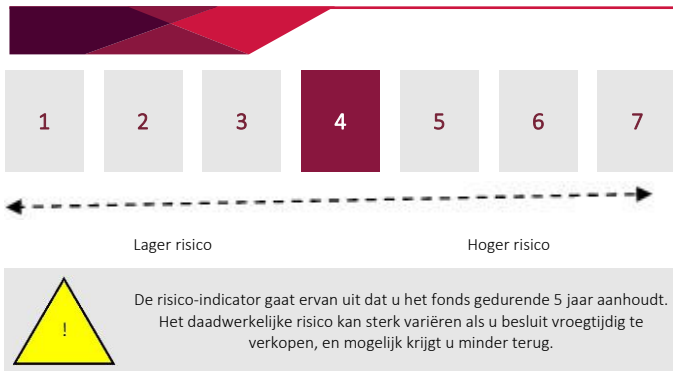 1 2 3 4 5 6 7
Lager risico Hoger risico
!
De risico-indicator gaat ervan uit dat u het fonds gedurende 5 jaar aanhoudt.
Het daadwerkelijke risico kan sterk variëren als u besluit vroegtijdig te
verkopen, en mogelijk krijgt u minder terug.